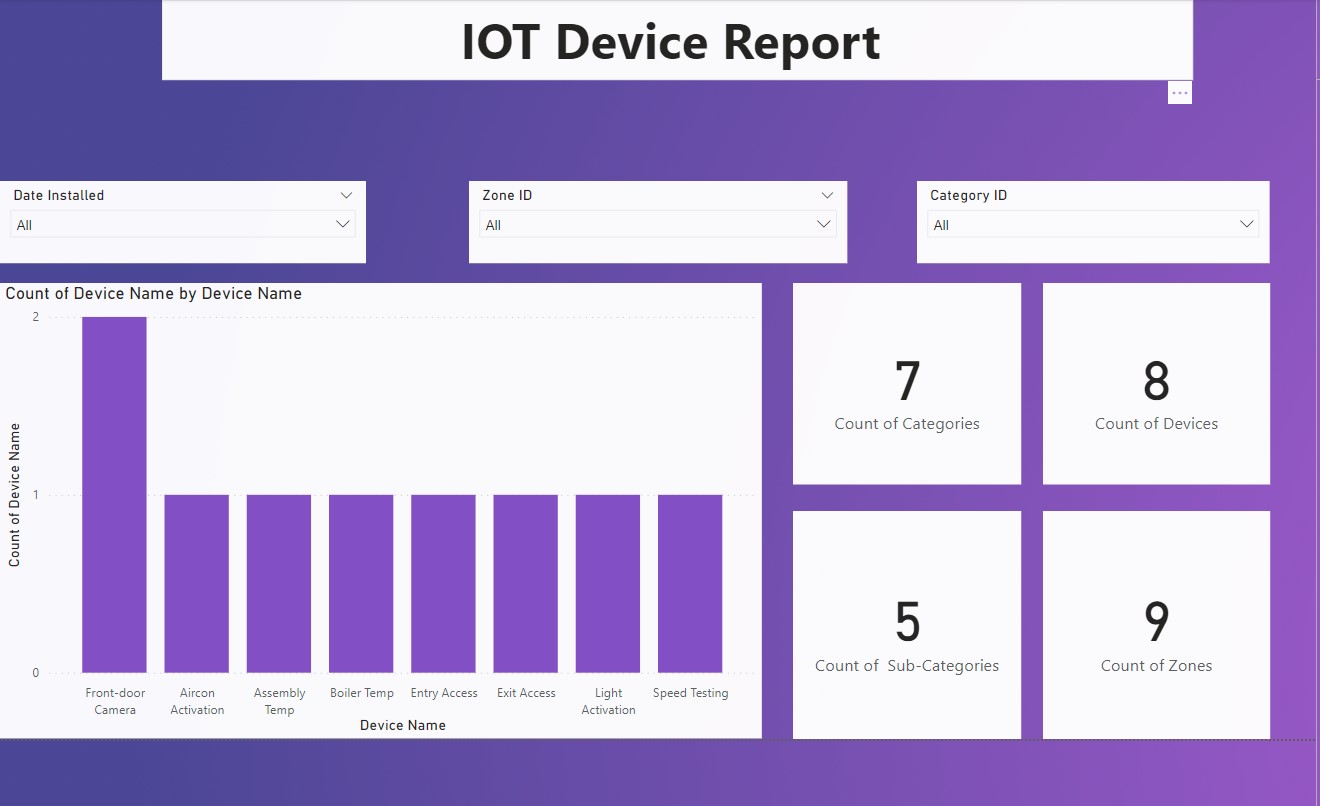 IOT Device Report
Date Installed
All
Zone ID
All
Category ID
All
Count of Device Name by Device Name
2
1
0
Count of Device Name
Front-door
Camera
Aircon
Activation
Assembly
Temp
Boiler Temp
Entry Access
Exit Access
Light
Activation
Speed Testing
Device Name
7
Count of Categories
8
Count of Devices
5
Count of  Sub-Categories
9
Count of Zones